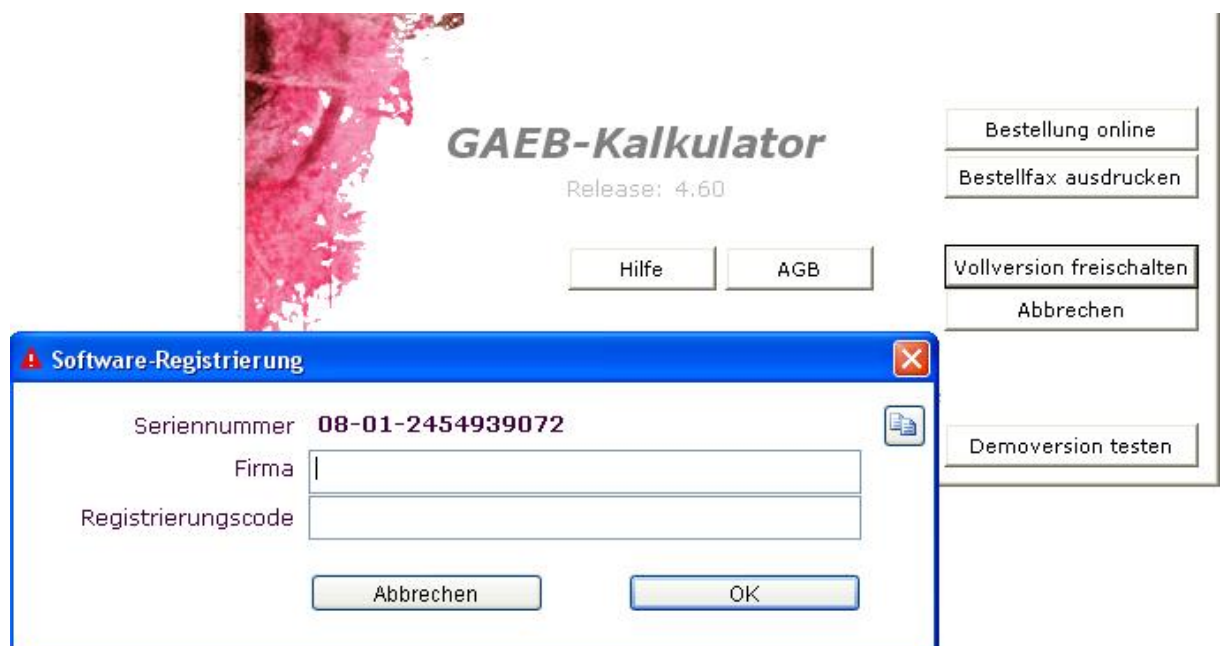 GAEB-Kalkulator
Release: 4.60
Bestellung online
Bestellfax ausdrucken
Hilfe
AGB
Vollversion freischalten
Abbrechen
Demoversion testen
Software-Registrierung
Seriennummer 08-01-2454939072
Firma
Registrierungscode
Abbrechen
OK